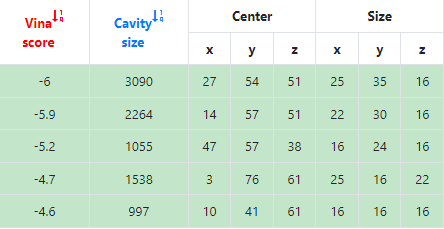 Vina Cavity Center Size
score size x y z x y z
-6 3090 27 54 51 25 35 16
-5.9 2264 14 57 51 22 30 16
-5.2 1055 47 57 38 16 24 16
-4.7 1538 3 76 61 25 16 22
-4.6 997 10 41 61 16 16 16